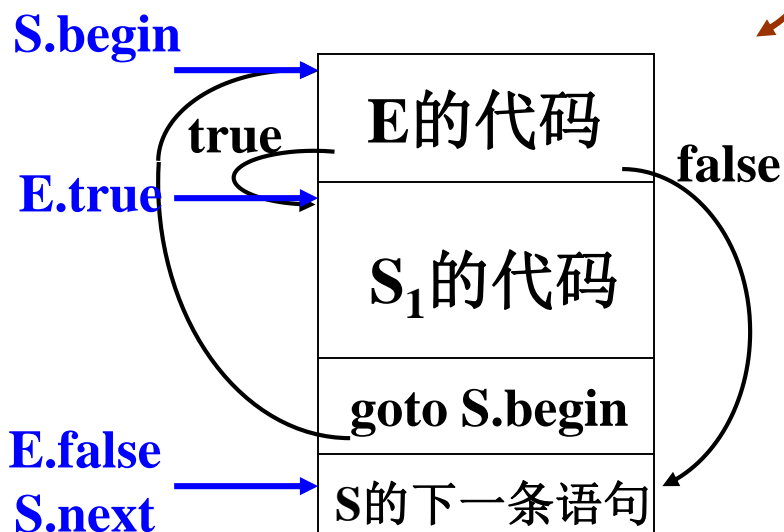 S.begin
E的代码
true
false
E.true
S1的代码
goto S.begin
E.false
S.next
S的下一条语句